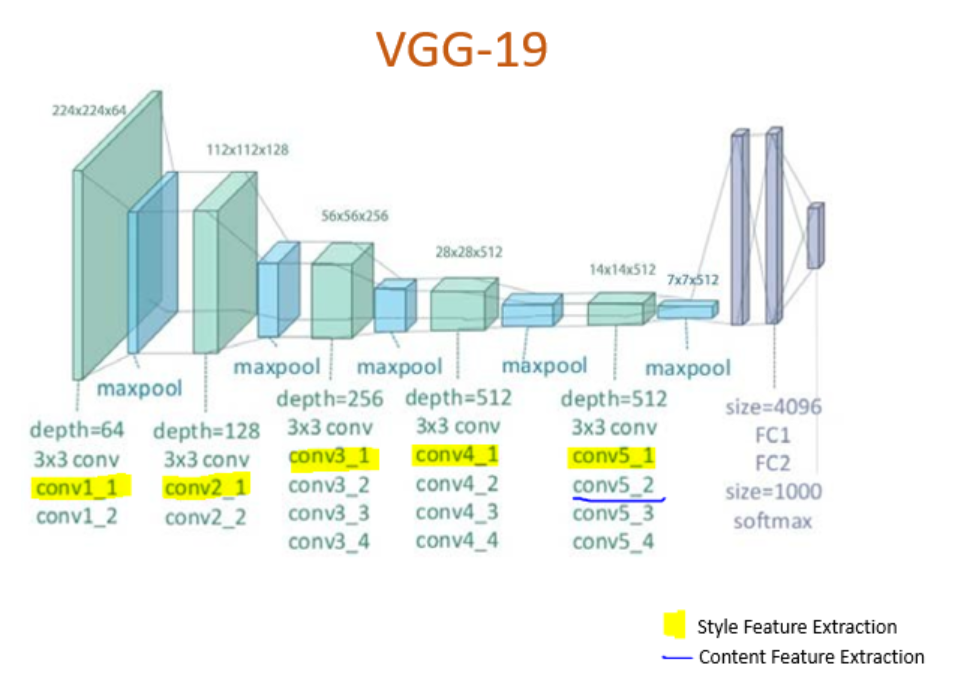 VGG-19
224x224x64
112x112x128
56x56x256
28x28x512
14x14x512
7x7x512
maxpool
maxpool
maxpool
maxpool
maxpool
depth=64
3x3 conv
conv1_1
conv1_2
depth=128
3x3 conv
conv2_1
conv2_2
depth=256
3x3 conv
conv3_1
conv3_2
conv3_3
conv3_4
depth=512
3x3 conv
conv4_1
conv4_2
conv4_3
conv4_4
depth=512
3x3 conv
conv5_1
conv5_2
conv5_3
conv5_4
size=4096
FC1
FC2
size=1000
softmax
Style Feature Extraction
Content Feature Extraction